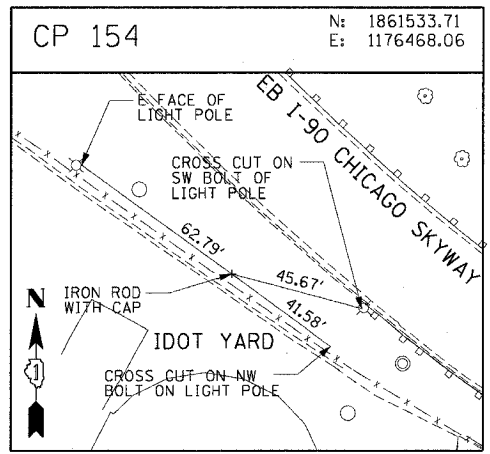 CP 154
N: 1861533.71
E: 1176468.06
E FACE OF
LIGHT POLE
EB I-90 CHICAGO SKYWAY
CROSS CUT ON
SW BOLT OF
LIGHT POLE
62.79'
45.67'
41.58'
N
IRON ROD
WITH CAP
1
IDOT YARD
CROSS CUT ON NW
BOLT ON LIGHT POLE